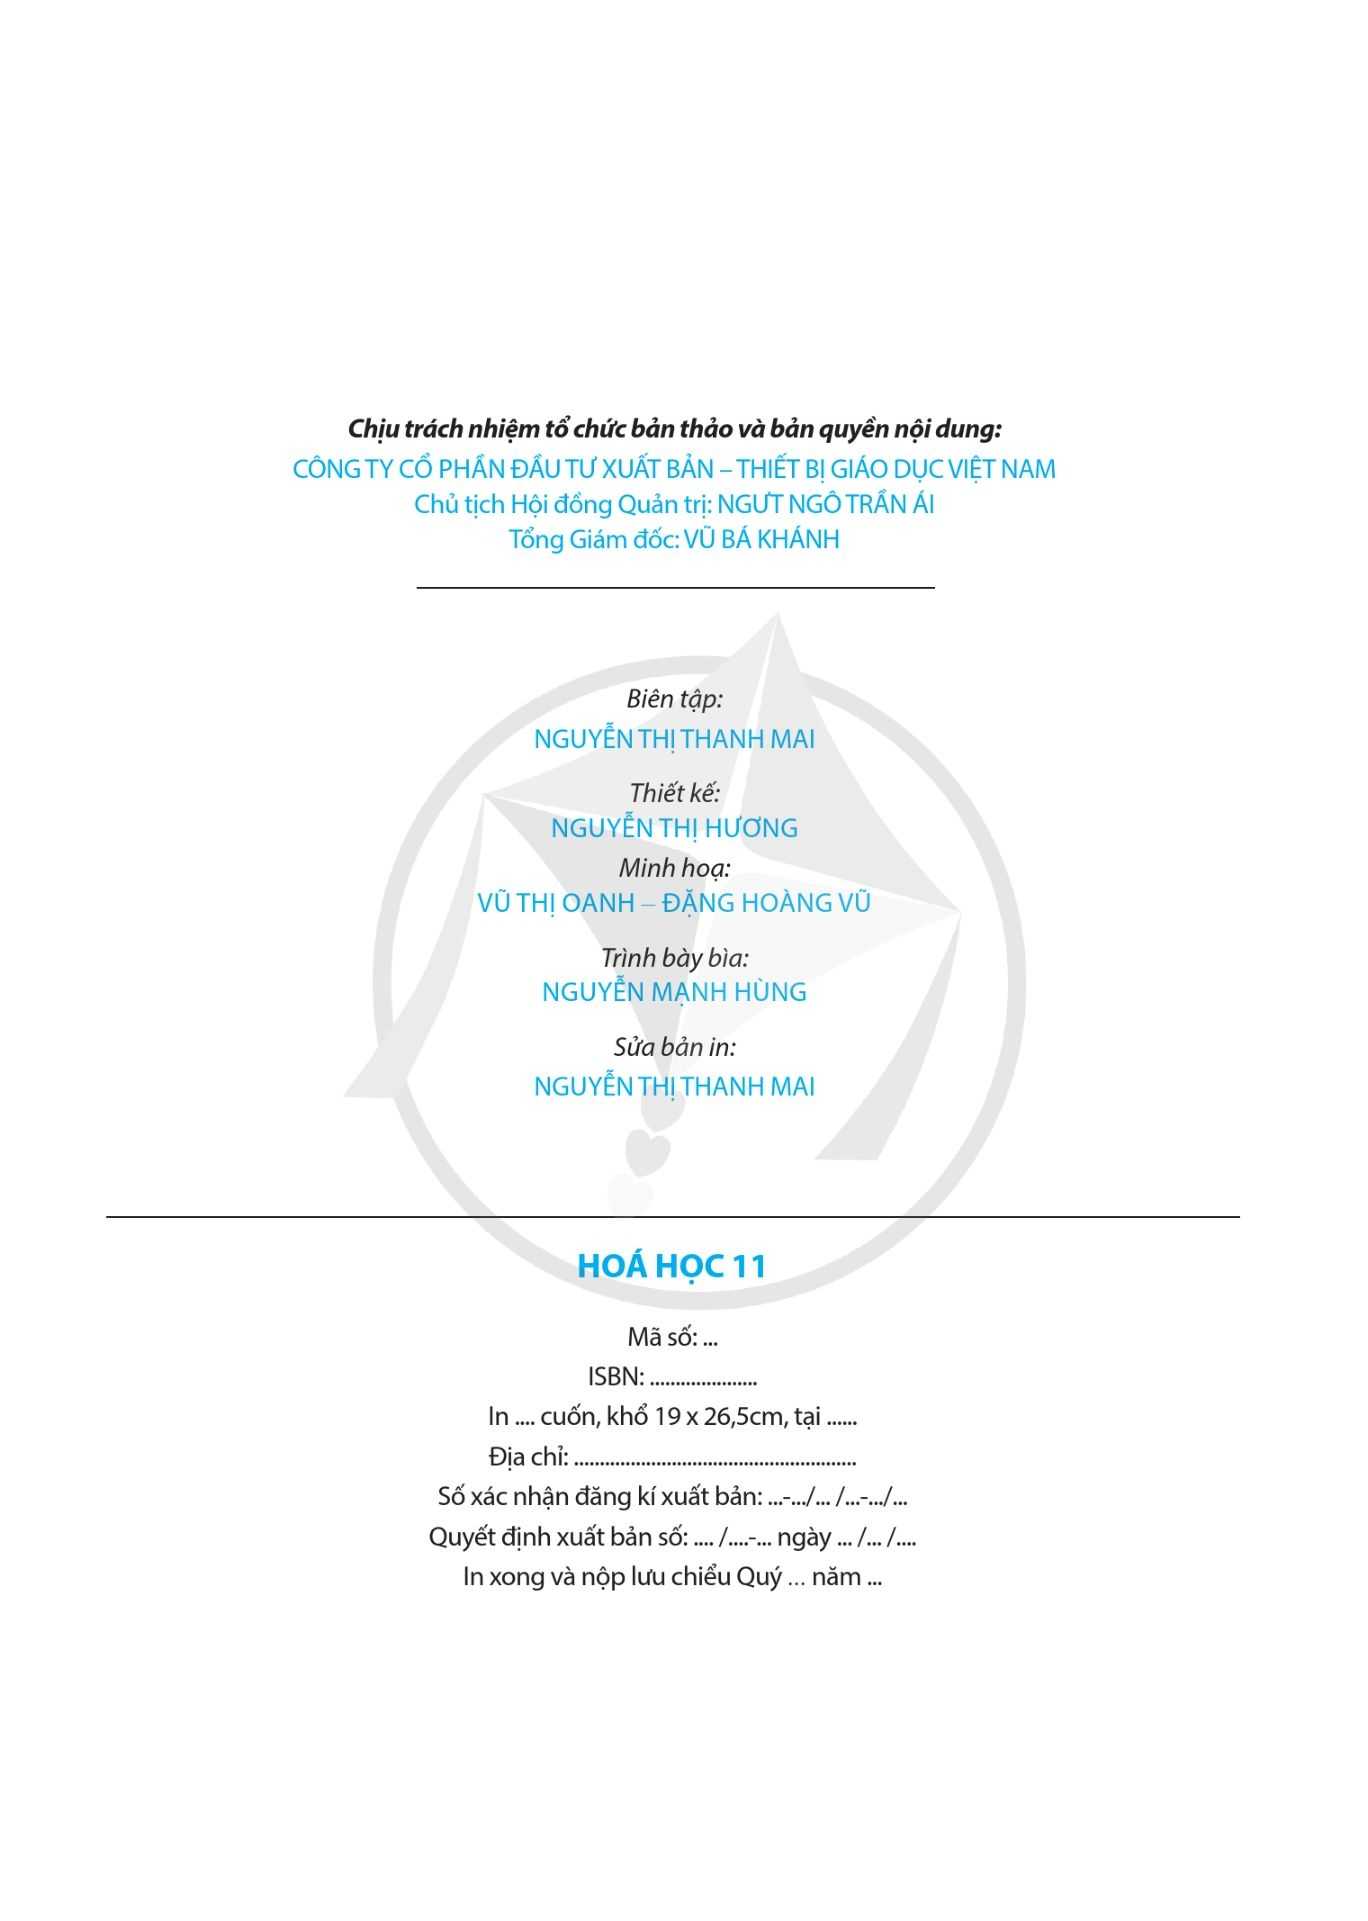 Chịu trách nhiệm tổ chức bản thảo và bản quyền nội dung:
CÔNG TY CỔ PHẦN ĐẦU TƯ XUẤT BẢN – THIẾT BỊ GIÁO DỤC VIỆT NAM
Chủ tịch Hội đồng Quản trị: NGƯT NGÔ TRẦN ÁI
Tổng Giám đốc: VŨ BÁ KHÁNH
Biên tập:
NGUYỄN THỊ THANH MAI
Thiết kế:
NGUYỄN THỊ HƯƠNG
Minh hoạ:
VŨ THỊ OANH – ĐẶNG HOÀNG VŨ
Trình bày bìa:
NGUYỄN MẠNH HÙNG
Sửa bản in:
NGUYỄN THỊ THANH MAI
HOÁ HỌC 11
Mã số: ...
ISBN: .....................
In .... cuốn, khổ 19 x 26,5cm, tại ......
Địa chỉ: .......................................................
Số xác nhận đăng kí xuất bản: ...-.../... /...-.../...
Quyết định xuất bản số: .... /....-... ngày ... /... /....
In xong và nộp lưu chiểu Quý … năm ...